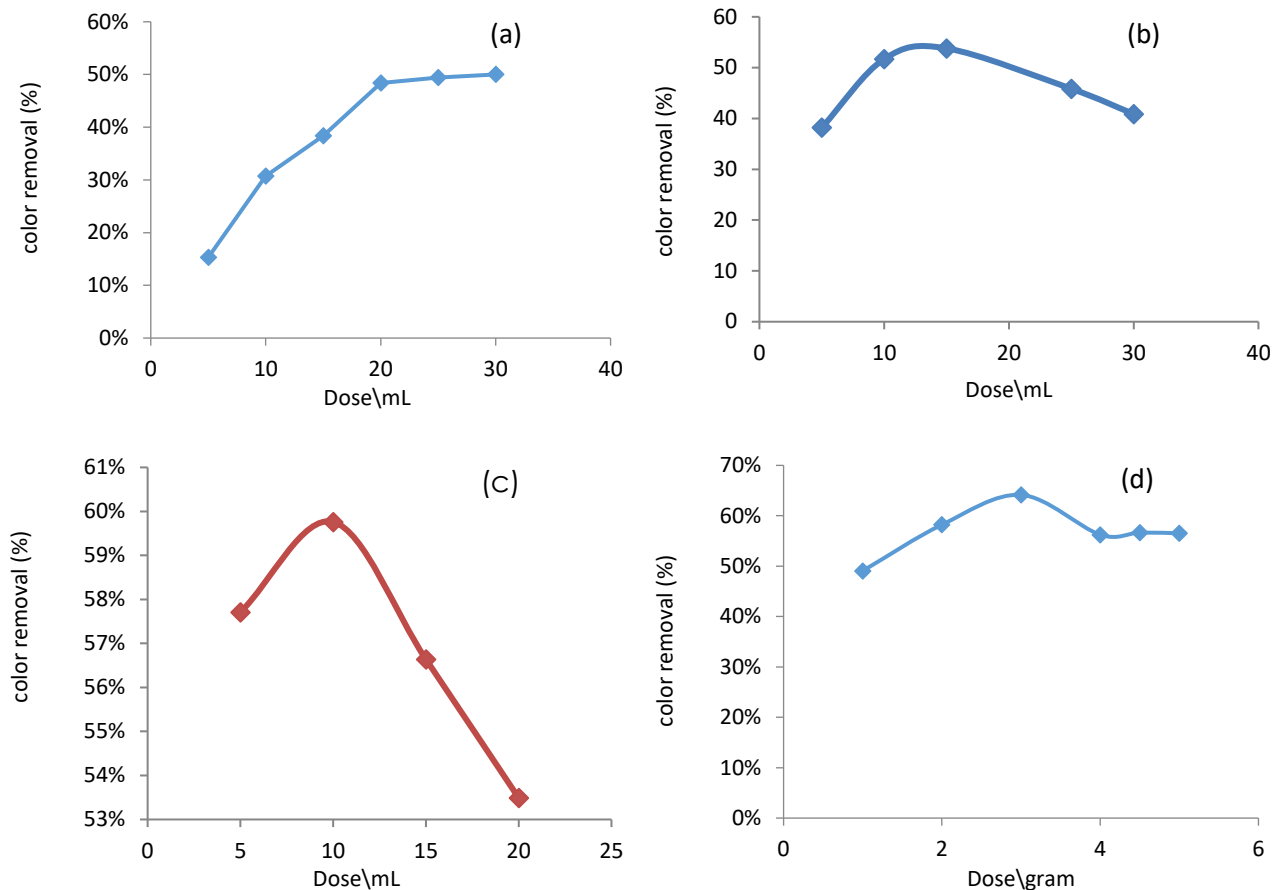 (a)
color removal (%)
60%
50%
40%
30%
20%
10%
0%
0 10 20 30 40
Dose\mL
(b)
color removal (%)
60
50
40
30
20
10
0
0 10 20 30 40
Dose\mL
(c)
color removal (%)
61%
60%
59%
58%
57%
56%
55%
54%
53%
0 5 10 15 20 25
Dose\mL
(d)
color removal (%)
70%
60%
50%
40%
30%
20%
10%
0%
0 2 4 6
Dose\gram